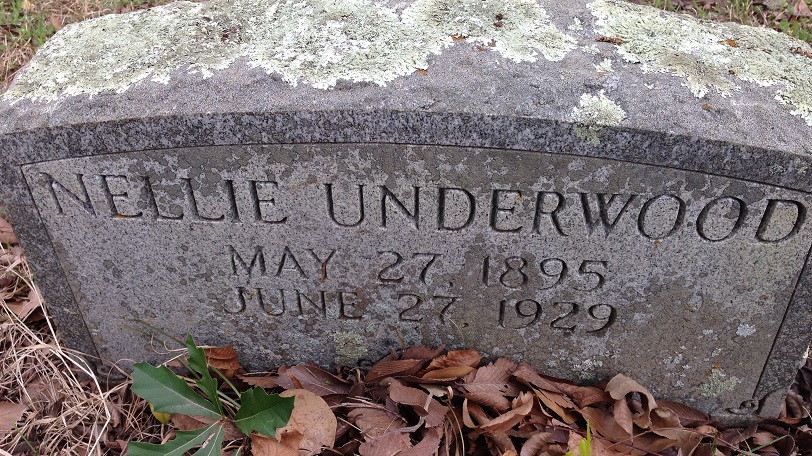 NELLIE UNDERWOOD
MAY 27, 1895
JUNE 27, 1929